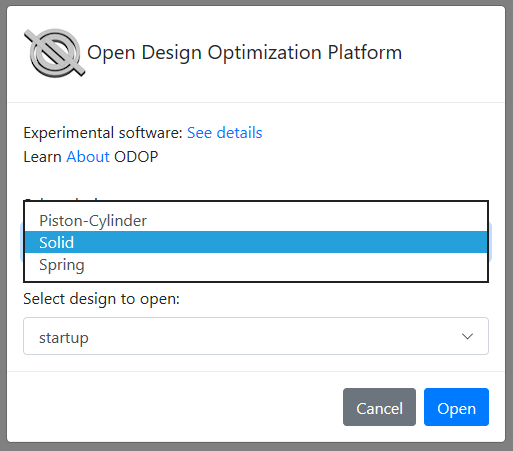 Open Design Optimization Platform
Experimental software: See details
Learn About ODOP
Piston-Cylinder
Solid
Spring
Select design to open:
startup
Cancel
Open